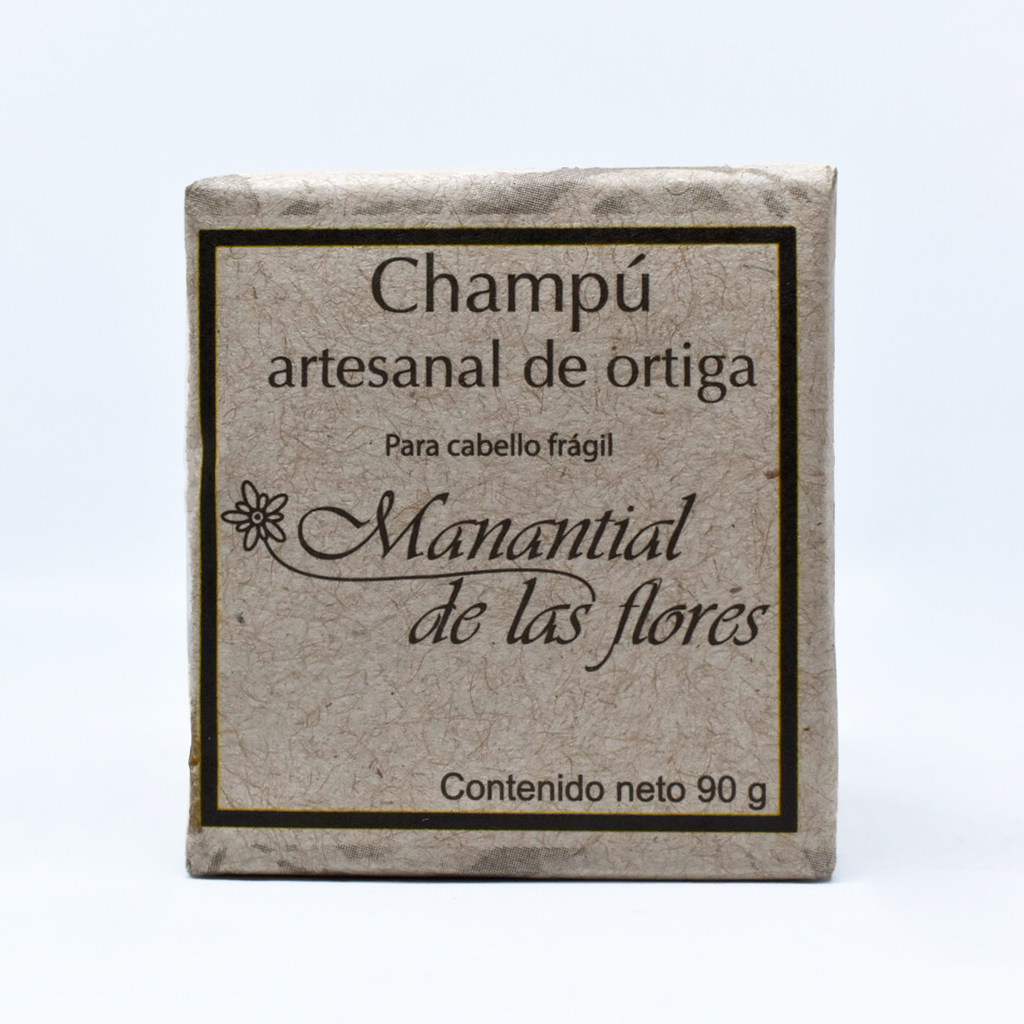 Champú
artesanal de ortiga
Para cabello frágil
Manantial
de las flores
Contenido neto 90 g